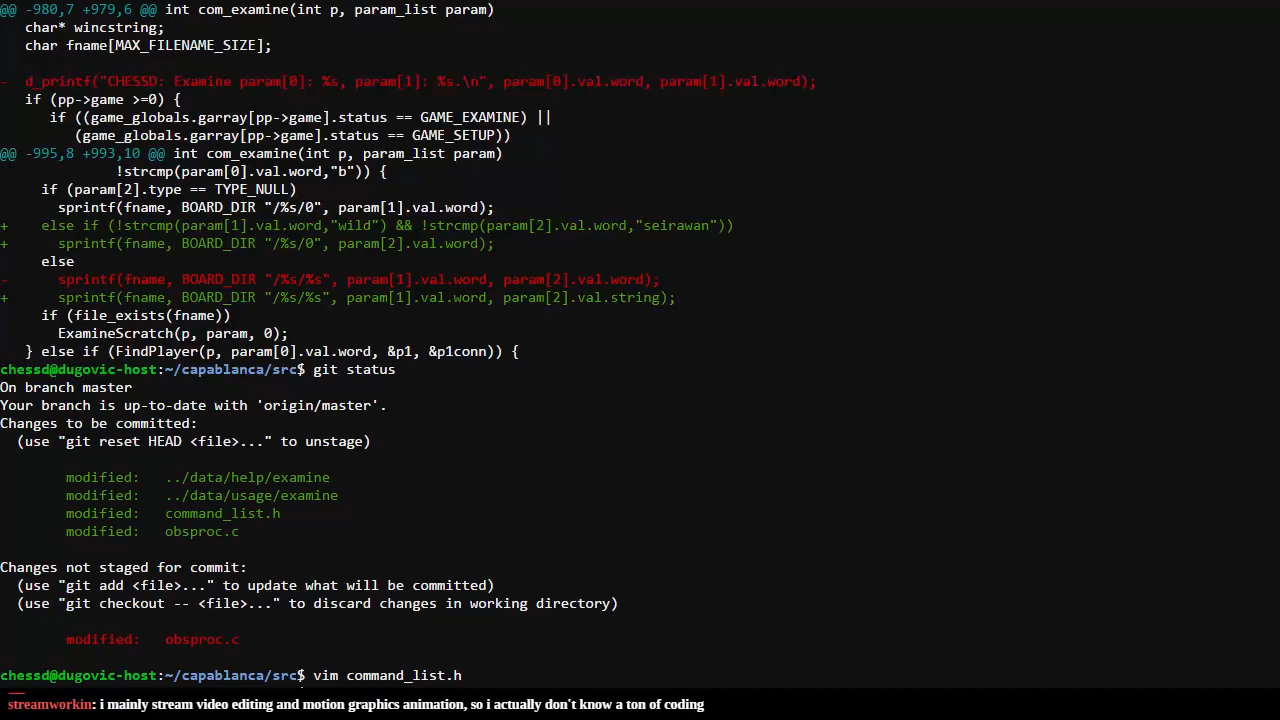 @@ -980,7 +979,6 @@ int com_examine(int p, param_list param)
   char* wincstring;
   char fname[MAX_FILENAME_SIZE];
-  d_printf("CHESSD: Examine param[0]: %s, param[1]: %s.\n", param[0].val.word, param[1].val.word);
   if (pp->game >=0) {
      if ((game_globals.garray[pp->game].status == GAME_EXAMINE) ||
         (game_globals.garray[pp->game].status == GAME_SETUP))
@@ -995,8 +993,10 @@ int com_examine(int p, param_list param)
              !strcmp(param[0].val.word,"b")) {
     if (param[2].type == TYPE_NULL)
       sprintf(fname, BOARD_DIR "/%s/0", param[1].val.word);
+    else if (!strcmp(param[1].val.word,"wild") && !strcmp(param[2].val.word,"seirawan"))
+      sprintf(fname, BOARD_DIR "/%s/0", param[2].val.word);
     else
-      sprintf(fname, BOARD_DIR "/%s/%s", param[1].val.word, param[2].val.word);
+      sprintf(fname, BOARD_DIR "/%s/%s", param[1].val.word, param[2].val.string);
     if (file_exists(fname))
       ExamineScratch(p, param, 0);
   } else if (FindPlayer(p, param[0].val.word, &p1, &p1conn)) {
chessd@dugovic-host:~/capablanca/src$ git status
On branch master
Your branch is up-to-date with 'origin/master'.
Changes to be committed:
  (use "git reset HEAD <file>..." to unstage)
        modified:   ../data/help/examine
        modified:   ../data/usage/examine
        modified:   command_list.h
        modified:   obsproc.c
Changes not staged for commit:
  (use "git add <file>..." to update what will be committed)
  (use "git checkout -- <file>..." to discard changes in working directory)
        modified:   obsproc.c
chessd@dugovic-host:~/capablanca/src$ vim command_list.h
streamworkin: i mainly stream video editing and motion graphics animation, so i actually don't know a ton of coding